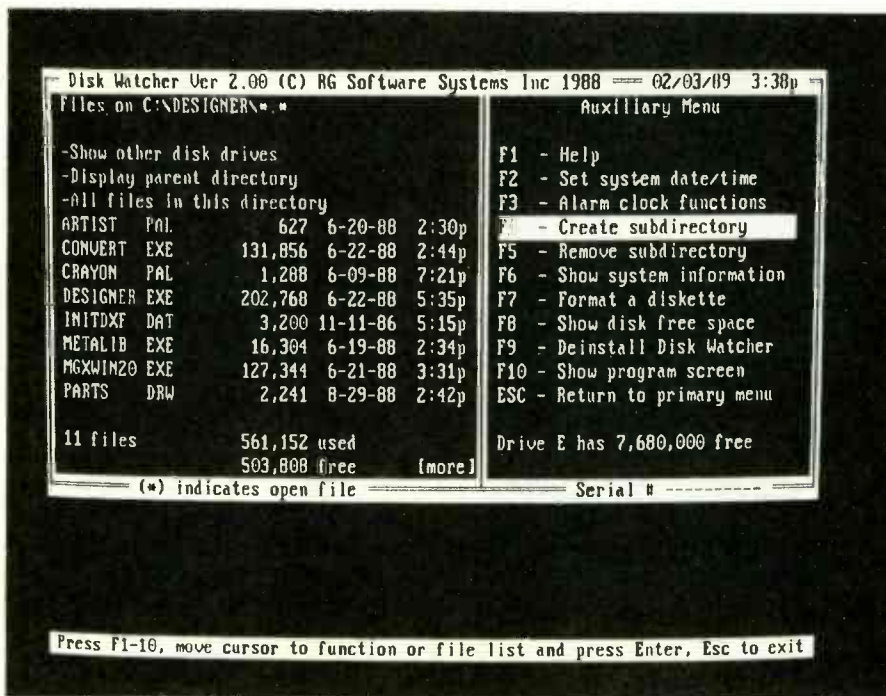 Disk Watcher Ver 2.00 (C) RG Software Systems Inc 1988 02/03/89 3:38p
Files on C:\DESIGNER\*.*
-Show other disk drives
-Display parent directory
-All files in this directory
ARTIST PAL 627 6-20-88 2:30p
CONVERT EXE 131,856 6-22-88 2:44p
CRAYON PAL 1,288 6-09-88 7:21p
DESIGNER EXE 202,768 6-22-88 5:35p
INITDXF DAT 3,200 11-11-86 5:15p
METALIB EXE 16,304 6-19-88 2:34p
MGXWIN20 EXE 127,344 6-21-88 3:31p
PARTS DRW 2,241 8-29-88 2:42p
11 files 561,152 used
503,808 free [more]
(*) indicates open file
Auxiliary Menu
F1 - Help
F2 - Set system date/time
F3 - Alarm clock functions
F4 - Create subdirectory
F5 - Remove subdirectory
F6 - Show system information
F7 - Format a diskette
F8 - Show disk free space
F9 - Deinstall Disk Watcher
F10 - Show program screen
ESC - Return to primary menu
Drive E has 7,680,000 free
Serial # ----------
Press F1-10, move cursor to function or file list and press Enter, Esc to exit